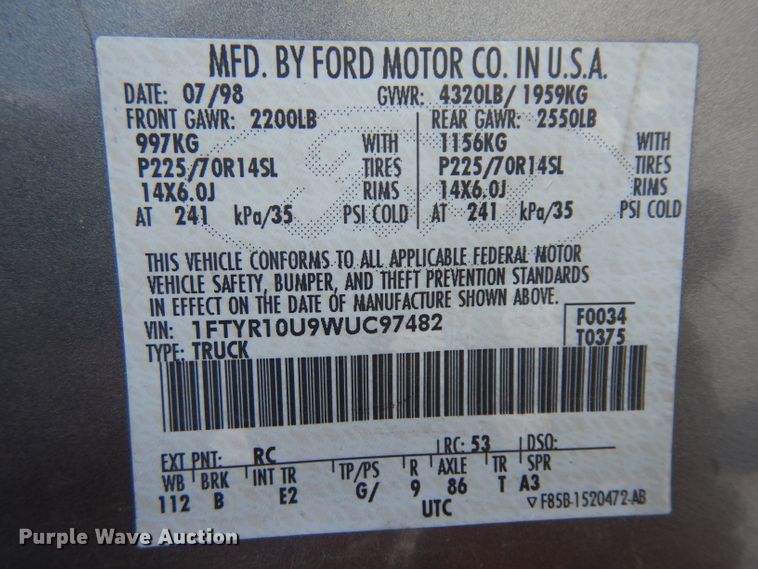 MFD. BY FORD MOTOR CO. IN U.S.A.
DATE: 07/98 GVWR: 4320LB/ 1959KG
FRONT GAWR: 2200LB REAR GAWR: 2550LB
997KG WITH 1156KG WITH
P225/70R14SL TIRES P225/70R14SL TIRES
14X6.0J RIMS 14X6.0J RIMS
AT 241 kPa/35 PSI COLD AT 241 kPa/35 PSI COLD
THIS VEHICLE CONFORMS TO ALL APPLICABLE FEDERAL MOTOR
VEHICLE SAFETY, BUMPER, AND THEFT PREVENTION STANDARDS
IN EFFECT ON THE DATE OF MANUFACTURE SHOWN ABOVE.
VIN: 1FTYR10U9WUC97482 F0034
TYPE: TRUCK T0375
EXT PNT: RC RC: 53 DSO:
WB BRK INT TR TP/PS R AXLE TR SPR
112 B E2 G/ 9 86 T A3
UTC ▽F85B-1520472-AB
Purple Wave Auction